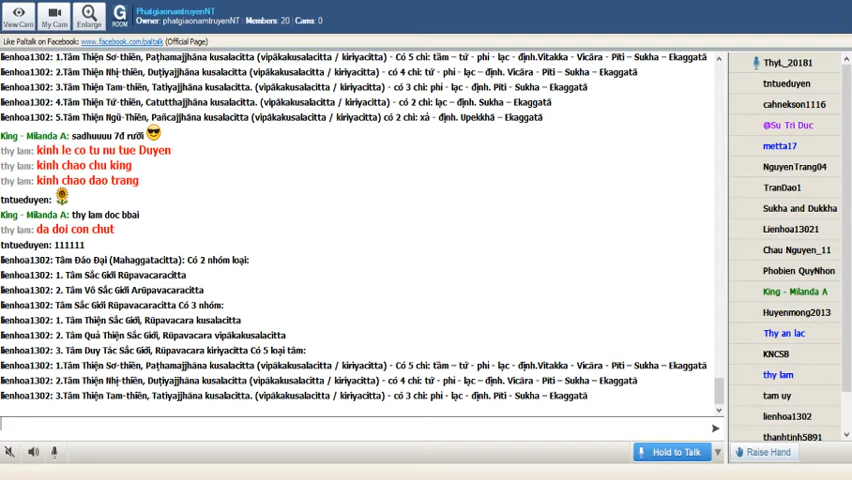 View Cam
My Cam
Enlarge
G
ROOM
PhatgiaonamtruyenNT
Owner: phatgiaonamtruyenNT | Members: 20 | Cams: 0
Like Paltalk on Facebook: www.facebook.com/paltalk (Official Page)
lienhoa1302: 1.Tâm Thiện Sơ-thiền, Paṭhamajjhāna kusalacitta (vipākakusalacitta / kiriyacitta) - Có 5 chi: tầm – tứ - phi - lạc - định.Vitakka - Vicāra - Pīti – Sukha – Ekaggatā
lienhoa1302: 2.Tâm Thiện Nhị-thiền, Duṭiyajjhāna kusalacitta (vipākakusalacitta / kiriyacitta) - có 4 chi: tứ - phỉ - lạc – định. Vicāra - Pīti – Sukha – Ekaggatā
lienhoa1302: 3.Tâm Thiện Tam-thiền, Tatiyajjhāna kusalacitta. (vipākakusalacitta / kiriyacitta) - có 3 chi: phỉ - lạc - định. Pīti - Sukha – Ekaggatā
lienhoa1302: 4.Tâm Thiện Tứ-thiền, Catutthajjhāna kusalacitta. (vipākakusalacitta / kiriyacitta) - có 2 chi: lạc - định. Sukha – Ekaggatā
lienhoa1302: 5.Tâm Thiện Ngũ-Thiền, Pañcajjhāna kusalacitta (vipākakusalacitta / kiriyacitta) có 2 chi: xả - định. Upekkhā – Ekaggatā
King - Milanda A: sadhuuuu 7đ rưỡi
thy lam: kinh le co tu nu tue Duyen
thy lam: kinh chao chu king
thy lam: kinh chao dao trang
tntueduyen:
King - Milanda A: thy lam doc bbai
thy lam: da doi con chut
tntueduyen: 111111
lienhoa1302: Tâm Đáo Đại (Mahaggatacitta): Có 2 nhóm loại:
lienhoa1302: 1. Tâm Sắc Giới Rūpavacaracitta
lienhoa1302: 2. Tâm Vô Sắc Giới Arūpavacaracitta
lienhoa1302: Tâm Sắc Giới Rūpavacaracitta Có 3 nhóm:
lienhoa1302: 1. Tâm Thiện Sắc Giới, Rūpavacara kusalacitta
lienhoa1302: 2. Tâm Quả Thiện Sắc Giới, Rūpavacara vipākakusalacitta
lienhoa1302: 3. Tâm Duy Tác Sắc Giới, Rūpavacara kiriyacitta Có 5 loại tâm:
lienhoa1302: 1.Tâm Thiện Sơ-thiền, Paṭhamajjhāna kusalacitta (vipākakusalacitta / kiriyacitta) - Có 5 chi: tầm – tứ - phi - lạc - định.Vitakka - Vicāra - Pīti – Sukha – Ekaggatā
lienhoa1302: 2.Tâm Thiện Nhị-thiền, Duṭiyajjhāna kusalacitta (vipākakusalacitta / kiriyacitta) - có 4 chi: tứ - phỉ - lạc – định. Vicāra - Pīti – Sukha – Ekaggatā
lienhoa1302: 3.Tâm Thiện Tam-thiền, Tatiyajjhāna kusalacitta. (vipākakusalacitta / kiriyacitta) - có 3 chi: phỉ - lạc - định. Pīti - Sukha – Ekaggatā
Hold to Talk
ThyL_20181
tntueduyen
cahnekson1116
@Su Tri Duc
metta17
NguyenTrang04
TranDao1
Sukha and Dukkha
Lienhoa13021
Chau Nguyen_11
Phobien QuyNhon
King - Milanda A
Huyenmong2013
Thy an lac
KNCSB
thy lam
tam uy
lienhoa1302
thanhtinh5891
Raise Hand